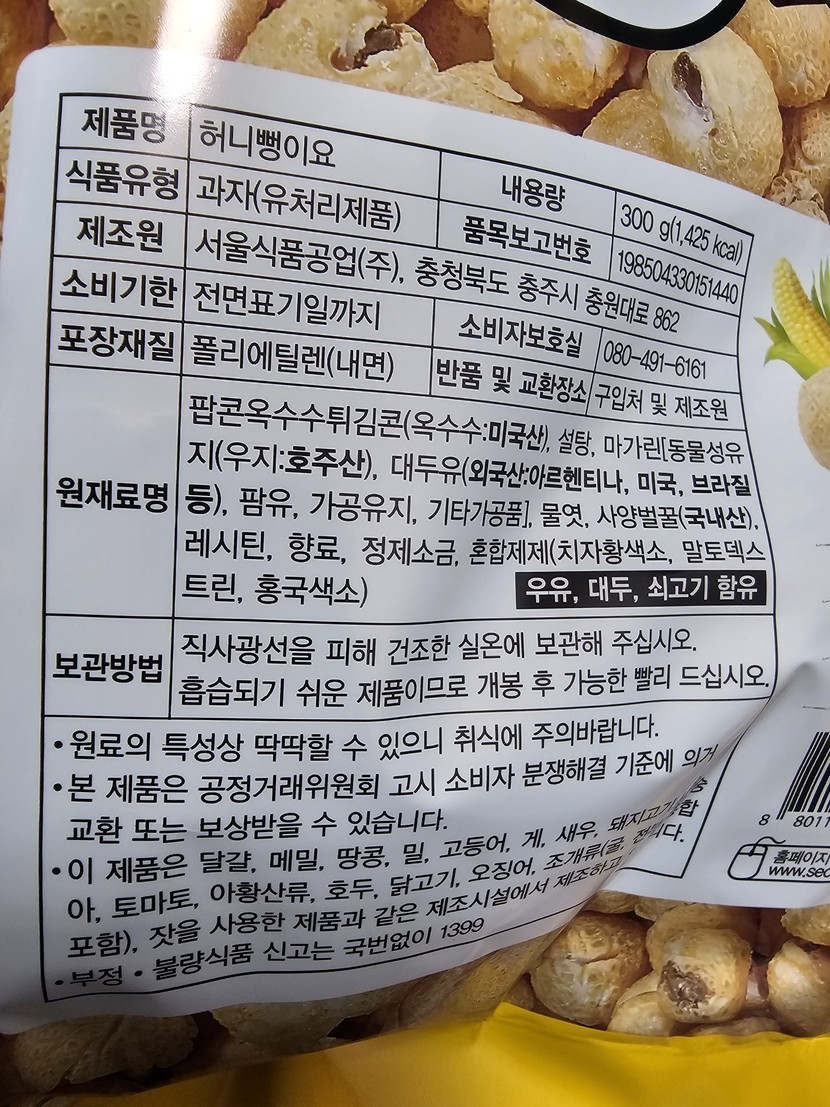 제품명 허니뻥이요 내용량 300 g(1,425 kcal)
식품유형 과자(유처리제품) 품목보고번호 198504330151440
제조원 서울식품공업(주), 충청북도 충주시 충원대로 862
소비기한 전면표기일까지 소비자보호실 080-491-6161
포장재질 폴리에틸렌(내면) 반품 및 교환장소 구입처 및 제조원
원재료명
팝콘옥수수튀김콘(옥수수:미국산), 설탕, 마가린[동물성유
지(우지:호주산), 대두유(외국산:아르헨티나, 미국, 브라질
등), 팜유, 가공유지, 기타가공품], 물엿, 사양벌꿀(국내산),
레시틴, 향료, 정제소금, 혼합제제(치자황색소, 말토덱스
트린, 홍국색소) 우유, 대두, 쇠고기 함유
보관방법
직사광선을 피해 건조한 실온에 보관해 주십시오.
흡습되기 쉬운 제품이므로 개봉 후 가능한 빨리 드십시오.
•원료의 특성상 딱딱할 수 있으니 취식에 주의바랍니다.
•본 제품은 공정거래위원회 고시 소비자 분쟁해결 기준에 의거
교환 또는 보상받을 수 있습니다.
•이 제품은 달걀, 메밀, 땅콩, 밀, 고등어, 게, 새우, 돼지고기,
아, 토마토, 아황산류, 호두, 닭고기, 오징어, 조개류(굴,
포함), 잣을 사용한 제품과 같은 제조시설에서 제조하고
•부정•불량식품 신고는 국번없이 1399
8 8011
홈페이지
www.seo